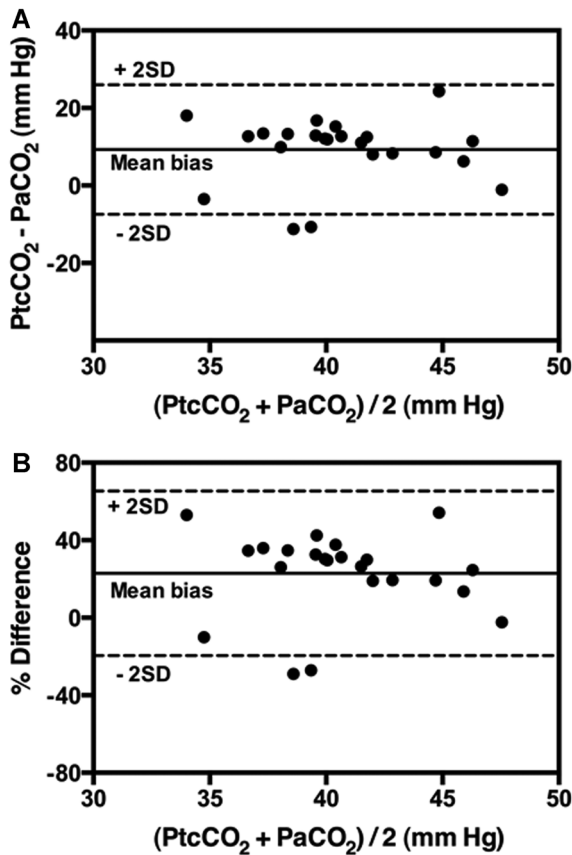 A
PtcCO2 - PaCO2 (mm Hg)
40
20
0
-20
+ 2SD
Mean bias
- 2SD
30 35 40 45 50
(PtcCO2 + PaCO2) / 2 (mm Hg)
B
% Difference
80
40
0
-40
-80
+ 2SD
Mean bias
- 2SD
30 35 40 45 50
(PtcCO2 + PaCO2) / 2 (mm Hg)